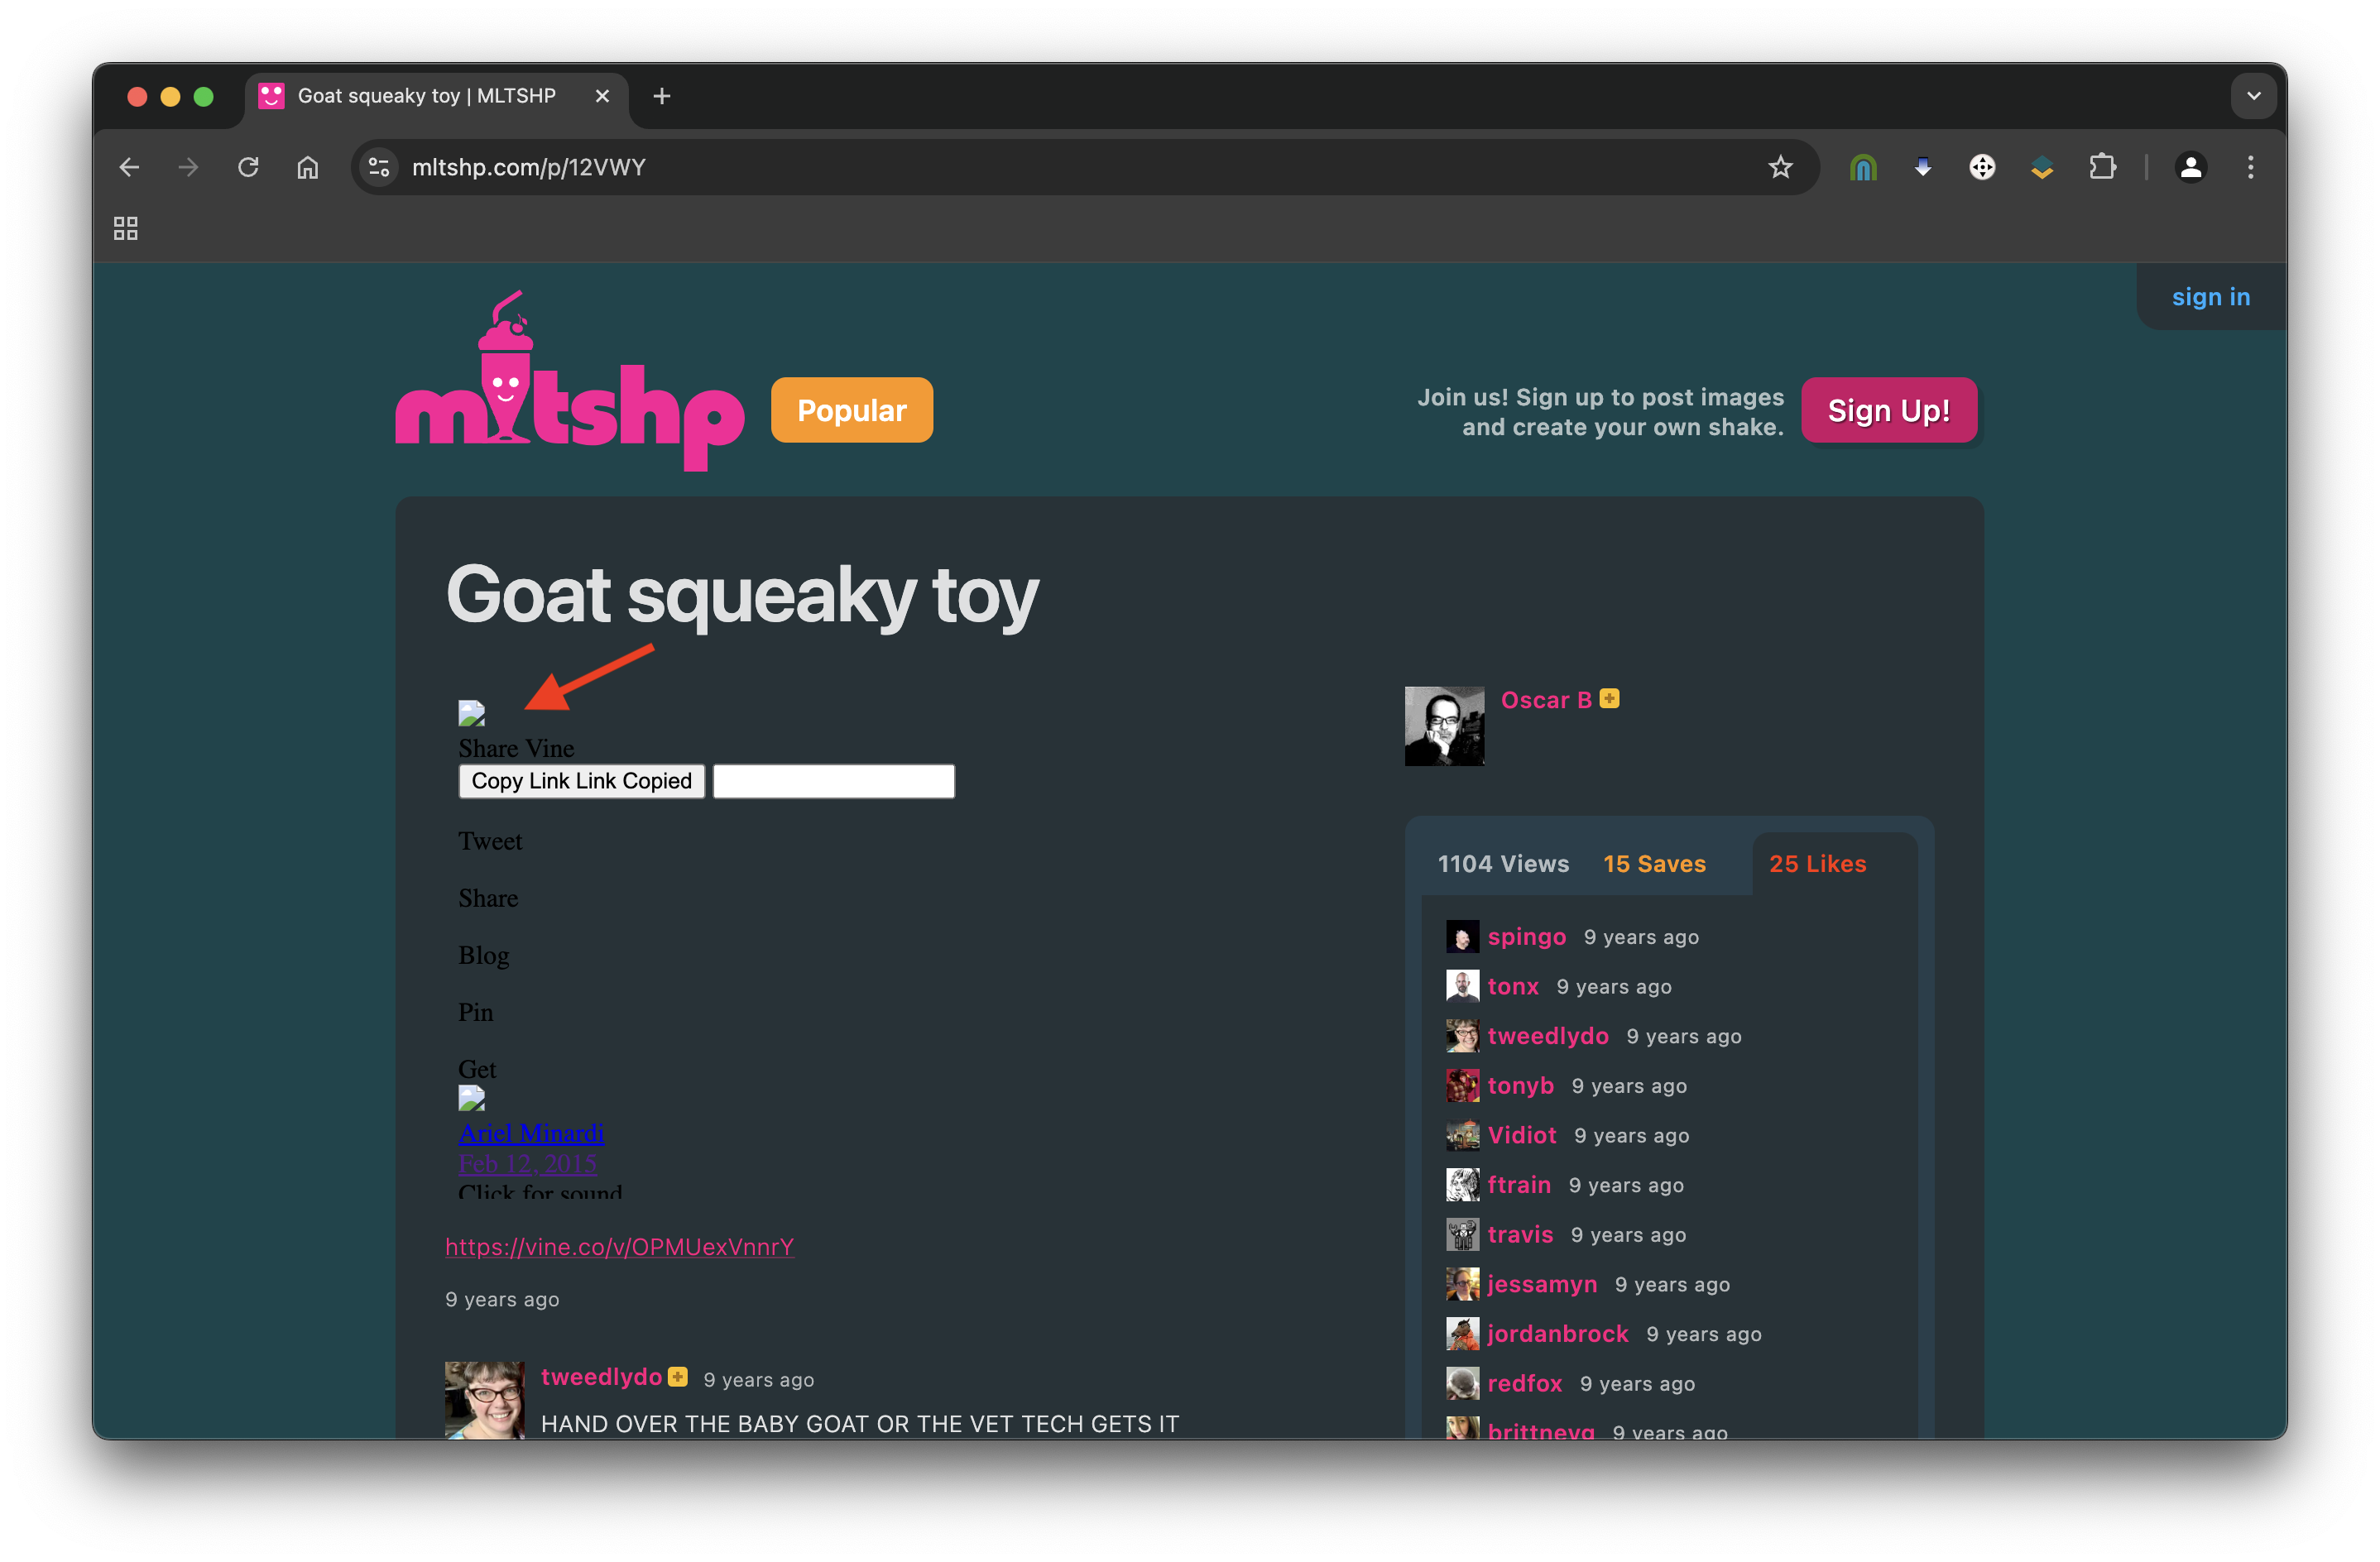 Goat squeaky toy | MLTSHP
mltshp.com/p/12VWY
sign in
mltshp
Popular
Join us! Sign up to post images
and create your own shake.
Sign Up!
Goat squeaky toy
Share Vine
Copy Link Link Copied
Tweet
Share
Blog
Pin
Get
Ariel Minardi
Feb 12, 2015
Click for sound
https://vine.co/v/OPMUexVnnrY
9 years ago
tweedlydo 9 years ago
HAND OVER THE BABY GOAT OR THE VET TECH GETS IT
Oscar B
1104 Views 15 Saves 25 Likes
spingo 9 years ago
tonx 9 years ago
tweedlydo 9 years ago
tonyb 9 years ago
Vidiot 9 years ago
ftrain 9 years ago
travis 9 years ago
jessamyn 9 years ago
jordanbrock 9 years ago
redfox 9 years ago
9 years ago